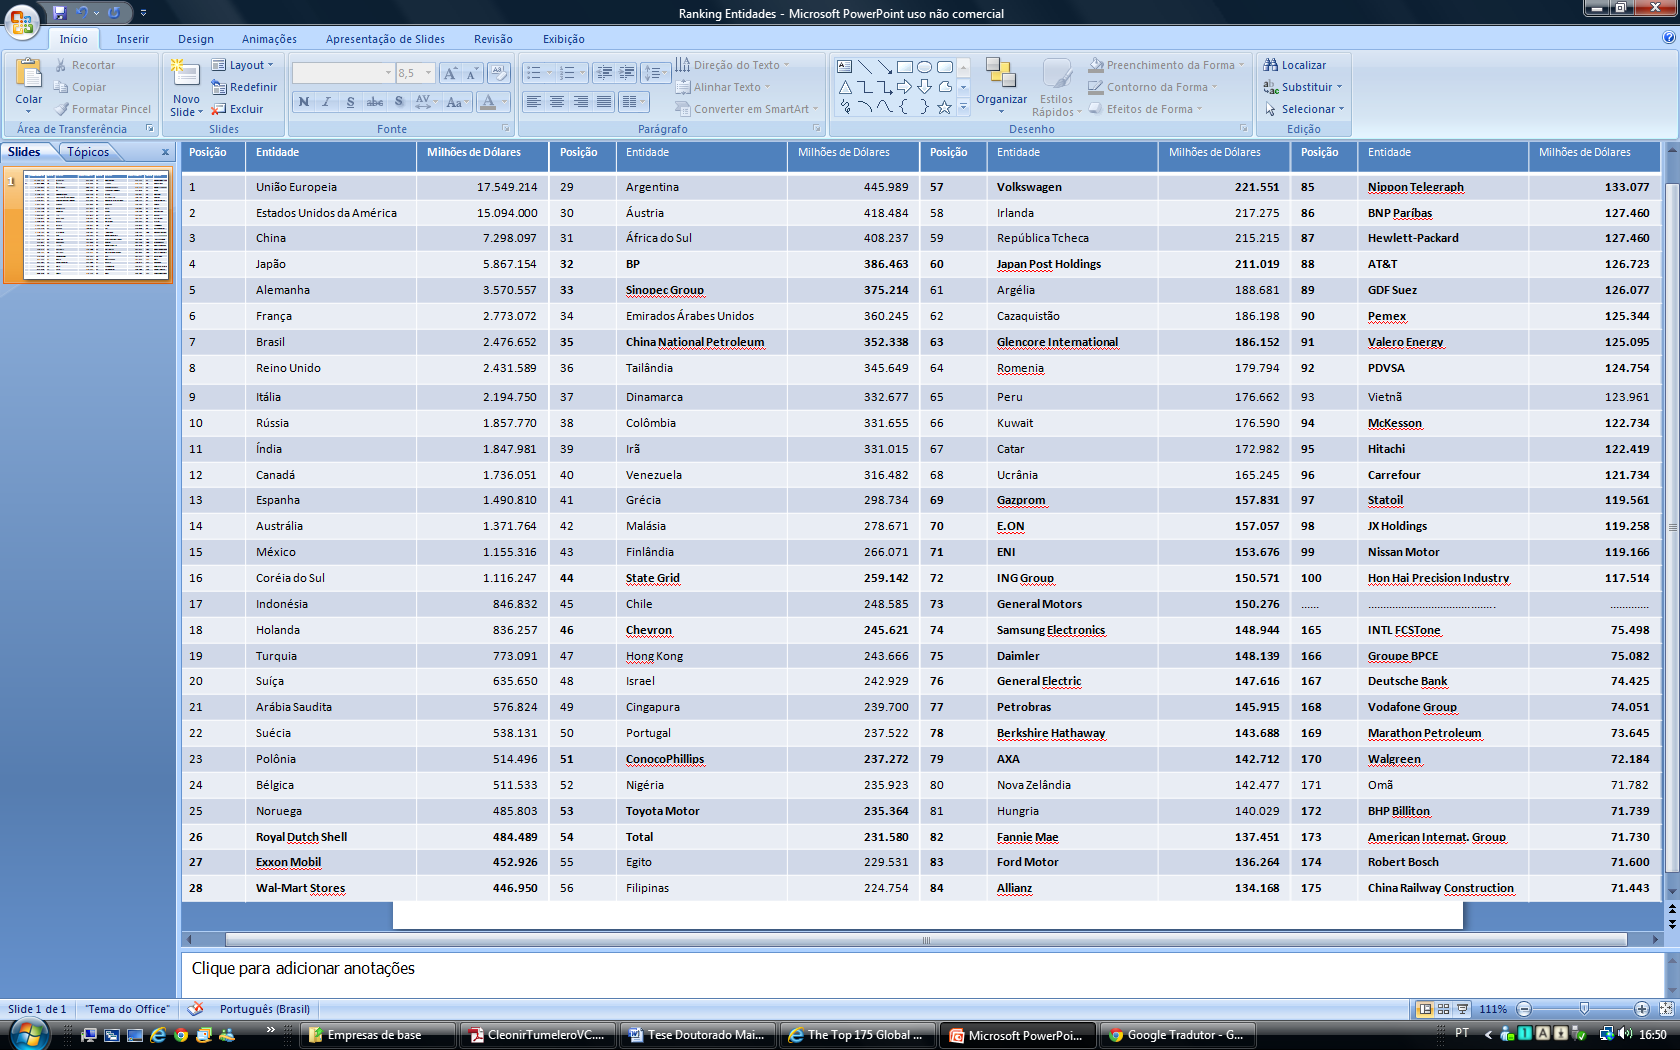 Ranking Entidades - Microsoft PowerPoint uso não comercial
Início Inserir Design Animações Apresentação de Slides Revisão Exibição
Colar Recortar Copiar Formatar Pincel Área de Transferência
Novo Slide Layout Redefinir Excluir Slides
8,5 Fonte
Direção do Texto Alinhar Texto Converter em SmartArt Parágrafo
Organizar Estilos Rápidos Preenchimento da Forma Contorno da Forma Efeitos de Forma Desenho
Localizar Substituir Selecionar Edição
Slides Tópicos x
1
Posição Entidade Milhões de Dólares Posição Entidade Milhões de Dólares Posição Entidade Milhões de Dólares Posição Entidade Milhões de Dólares
1 União Europeia 17.549.214 29 Argentina 445.989 57 Volkswagen 221.551 85 Nippon Telegraph 133.077
2 Estados Unidos da América 15.094.000 30 Áustria 418.484 58 Irlanda 217.275 86 BNP Paríbas 127.460
3 China 7.298.097 31 África do Sul 408.237 59 República Tcheca 215.215 87 Hewlett-Packard 127.460
4 Japão 5.867.154 32 BP 386.463 60 Japan Post Holdings 211.019 88 AT&T 126.723
5 Alemanha 3.570.557 33 Sinopec Group 375.214 61 Argélia 188.681 89 GDF Suez 126.077
6 França 2.773.072 34 Emirados Árabes Unidos 360.245 62 Cazaquistão 186.198 90 Pemex 125.344
7 Brasil 2.476.652 35 China National Petroleum 352.338 63 Glencore International 186.152 91 Valero Energy 125.095
8 Reino Unido 2.431.589 36 Tailândia 345.649 64 Romenia 179.794 92 PDVSA 124.754
9 Itália 2.194.750 37 Dinamarca 332.677 65 Peru 176.662 93 Vietnã 123.961
10 Rússia 1.857.770 38 Colômbia 331.655 66 Kuwait 176.590 94 McKesson 122.734
11 Índia 1.847.981 39 Irã 331.015 67 Catar 172.982 95 Hitachi 122.419
12 Canadá 1.736.051 40 Venezuela 316.482 68 Ucrânia 165.245 96 Carrefour 121.734
13 Espanha 1.490.810 41 Grécia 298.734 69 Gazprom 157.831 97 Statoil 119.561
14 Austrália 1.371.764 42 Malásia 278.671 70 E.ON 157.057 98 JX Holdings 119.258
15 México 1.155.316 43 Finlândia 266.071 71 ENI 153.676 99 Nissan Motor 119.166
16 Coréia do Sul 1.116.247 44 State Grid 259.142 72 ING Group 150.571 100 Hon Hai Precision Industry 117.514
17 Indonésia 846.832 45 Chile 248.585 73 General Motors 150.276 ...... ........................................... .............
18 Holanda 836.257 46 Chevron 245.621 74 Samsung Electronics 148.944 165 INTL FCSTone 75.498
19 Turquia 773.091 47 Hong Kong 243.666 75 Daimler 148.139 166 Groupe BPCE 75.082
20 Suíça 635.650 48 Israel 242.929 76 General Electric 147.616 167 Deutsche Bank 74.425
21 Arábia Saudita 576.824 49 Cingapura 239.700 77 Petrobras 145.915 168 Vodafone Group 74.051
22 Suécia 538.131 50 Portugal 237.522 78 Berkshire Hathaway 143.688 169 Marathon Petroleum 73.645
23 Polônia 514.496 51 ConocoPhillips 237.272 79 AXA 142.712 170 Walgreen 72.184
24 Bélgica 511.533 52 Nigéria 235.923 80 Nova Zelândia 142.477 171 Omã 71.782
25 Noruega 485.803 53 Toyota Motor 235.364 81 Hungria 140.029 172 BHP Billiton 71.739
26 Royal Dutch Shell 484.489 54 Total 231.580 82 Fannie Mae 137.451 173 American Internat. Group 71.730
27 Exxon Mobil 452.926 55 Egito 229.531 83 Ford Motor 136.264 174 Robert Bosch 71.600
28 Wal-Mart Stores 446.950 56 Filipinas 224.754 84 Allianz 134.168 175 China Railway Construction 71.443
Clique para adicionar anotações
Slide 1 de 1 "Tema do Office" Português (Brasil) 111%
Empresas de base CleonirTumeleroVC.... Tese Doutorado Mai... The Top 175 Global ... Microsoft PowerPoi... Google Tradutor - G... PT 16:50